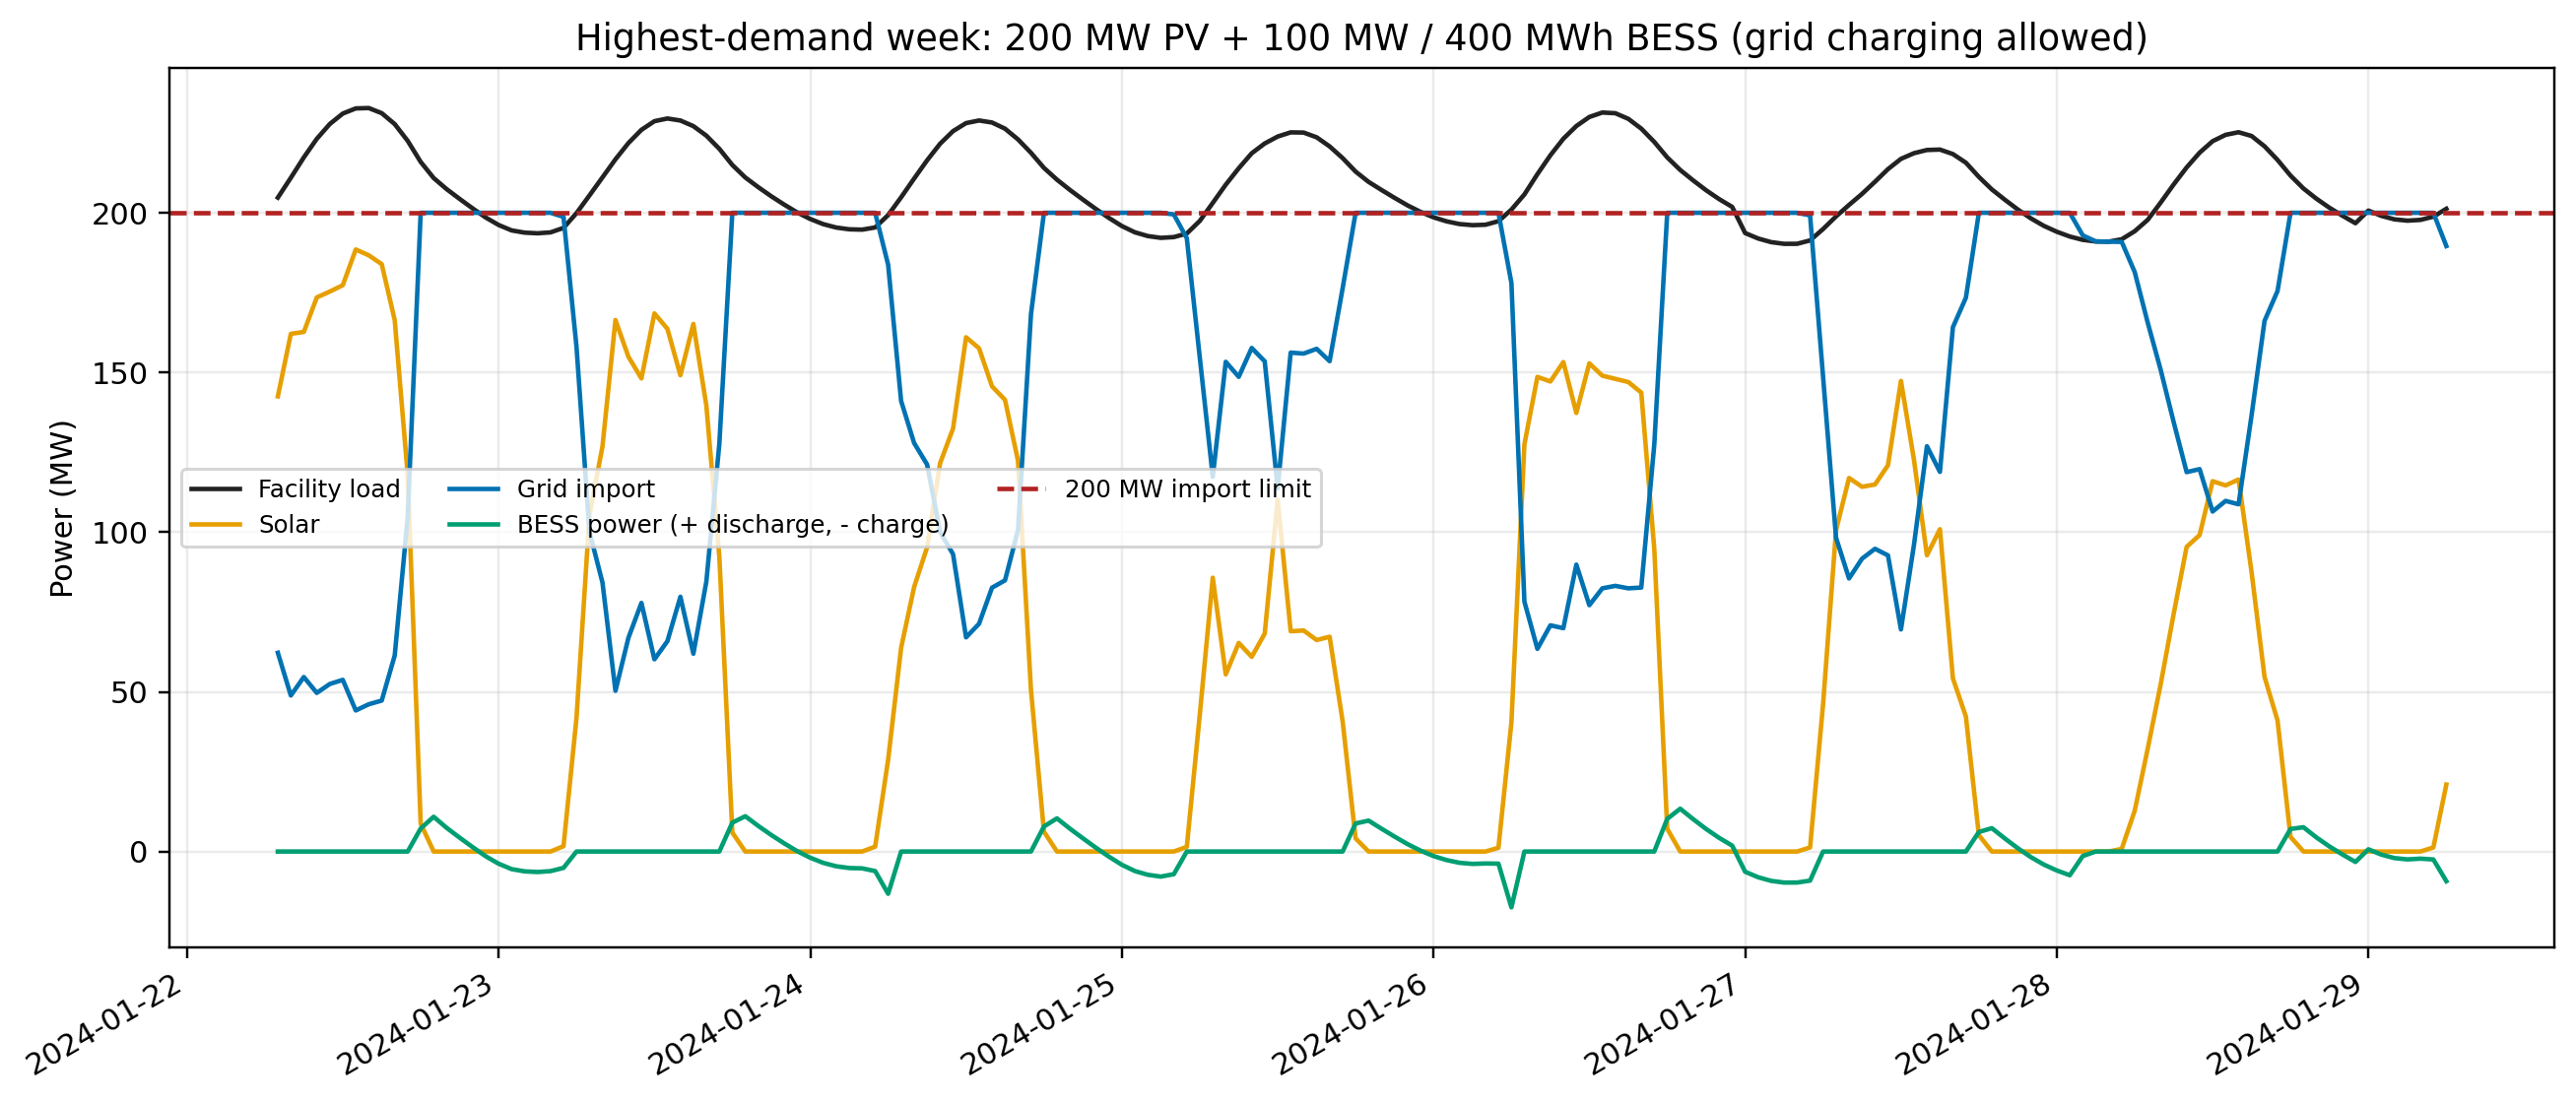 Highest-demand week: 200 MW PV + 100 MW / 400 MWh BESS (grid charging allowed)
Power (MW)
200
150
100
50
0
Facility load
Solar
Grid import
BESS power (+ discharge, - charge)
200 MW import limit
2024-01-22
2024-01-23
2024-01-24
2024-01-25
2024-01-26
2024-01-27
2024-01-28
2024-01-29